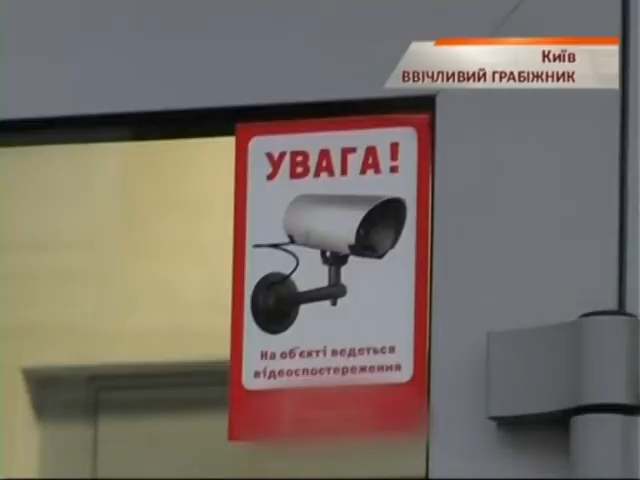 Київ
ВВІЧЛИВИЙ ГРАБІЖНИК
УВАГА!
На об'єкті ведеться
відеоспостереження